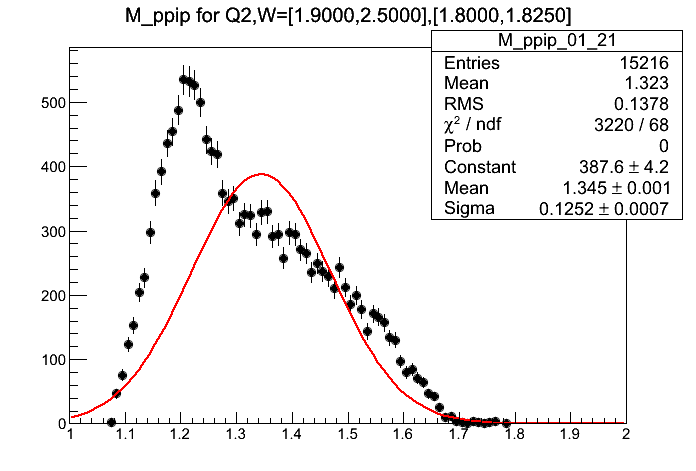 M_ppip for Q2,W=[1.9000,2.5000],[1.8000,1.8250]
M_ppip_01_21
Entries 15216
Mean 1.323
RMS 0.1378
χ² / ndf 3220 / 68
Prob 0
Constant 387.6 ± 4.2
Mean 1.345 ± 0.001
Sigma 0.1252 ± 0.0007
500
400
300
200
100
0
1 1.1 1.2 1.3 1.4 1.5 1.6 1.7 1.8 1.9 2